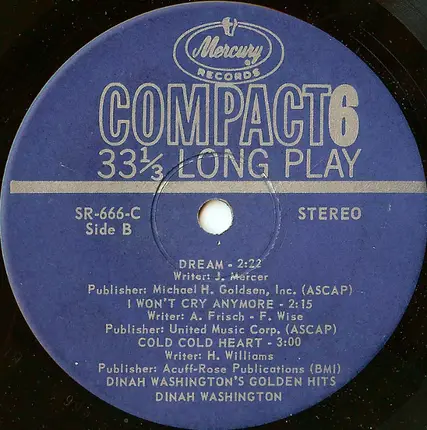 Mercury
RECORDS
COMPACT 6
33⅓ LONG PLAY
SR-666-C STEREO
Side B
DREAM - 2:22
Writer: J. Mercer
Publisher: Michael H. Goldsen, Inc. (ASCAP)
I WON'T CRY ANYMORE - 2:15
Writer: A. Frisch - F. Wise
Publisher: United Music Corp. (ASCAP)
COLD COLD HEART - 3:00
Writer: H. Williams
Publisher: Acuff-Rose Publications (BMI)
DINAH WASHINGTON'S GOLDEN HITS
DINAH WASHINGTON